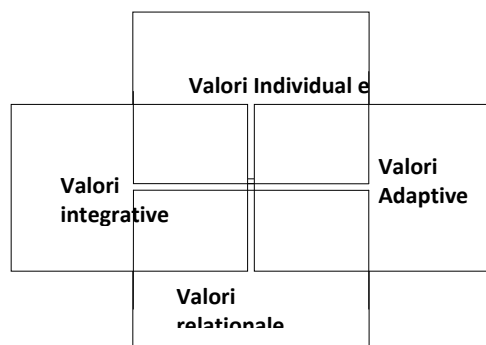 Valori Individual e
Valori
Adaptive
Valori
integrative
Valori
relationale